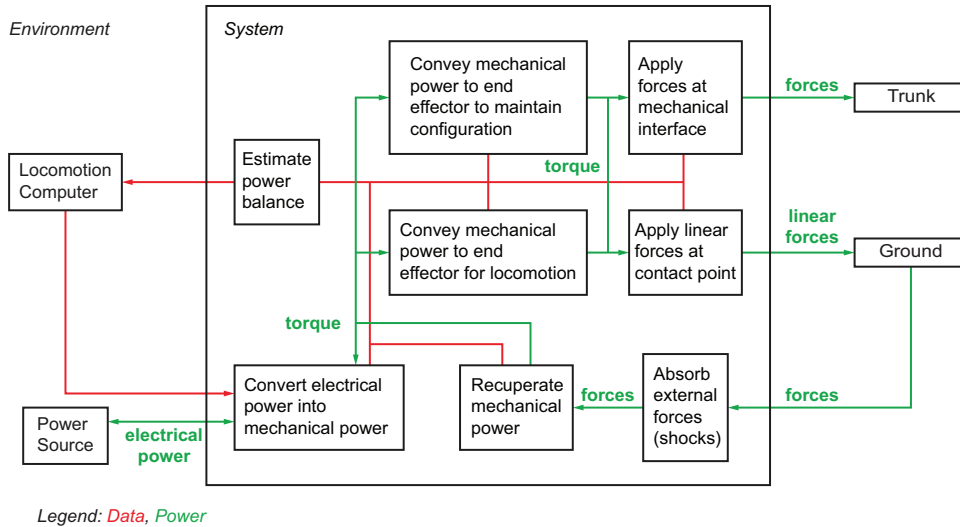 Environment
System
Convey mechanical
power to end
effector to maintain
configuration
Apply
forces at
mechanical
interface
forces
Trunk
Estimate
power
balance
Locomotion
Computer
torque
Convey mechanical
power to end
effector for locomotion
Apply linear
forces at
contact point
linear
forces
Ground
torque
Convert electrical
power into
mechanical power
Recuperate
mechanical
power
forces
Absorb
external
forces
(shocks)
forces
Power
Source
electrical
power
Legend: Data, Power